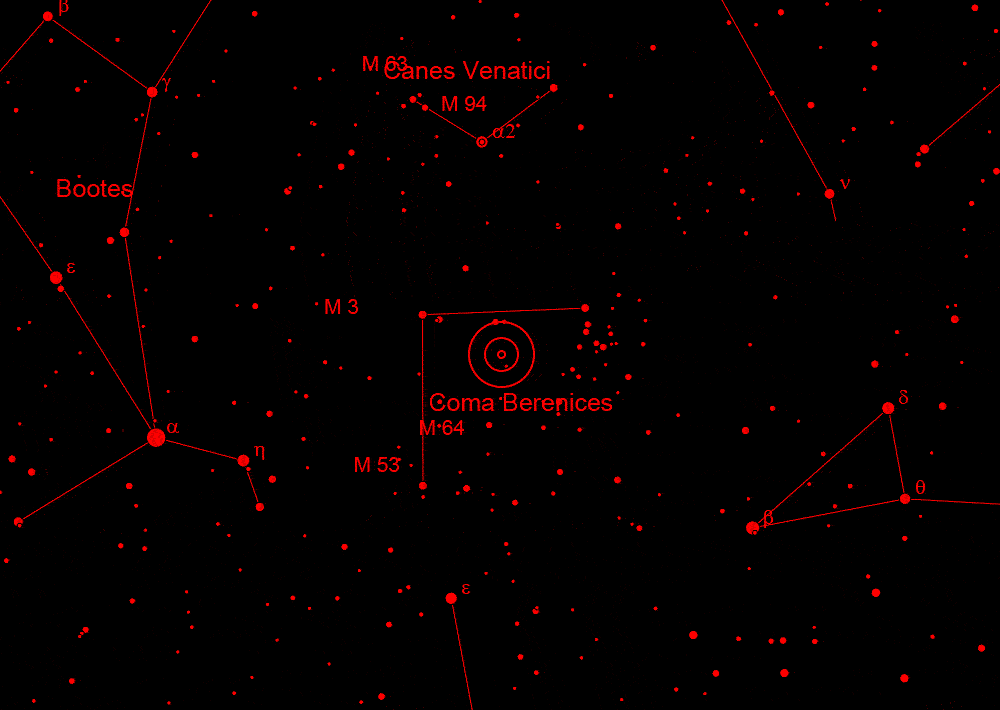 β
M 63
Canes Venatici
γ
M 94
α2
ν
Bootes
ε
M 3
δ
Coma Berenices
α
M 64
η
M 53
θ
β
ε